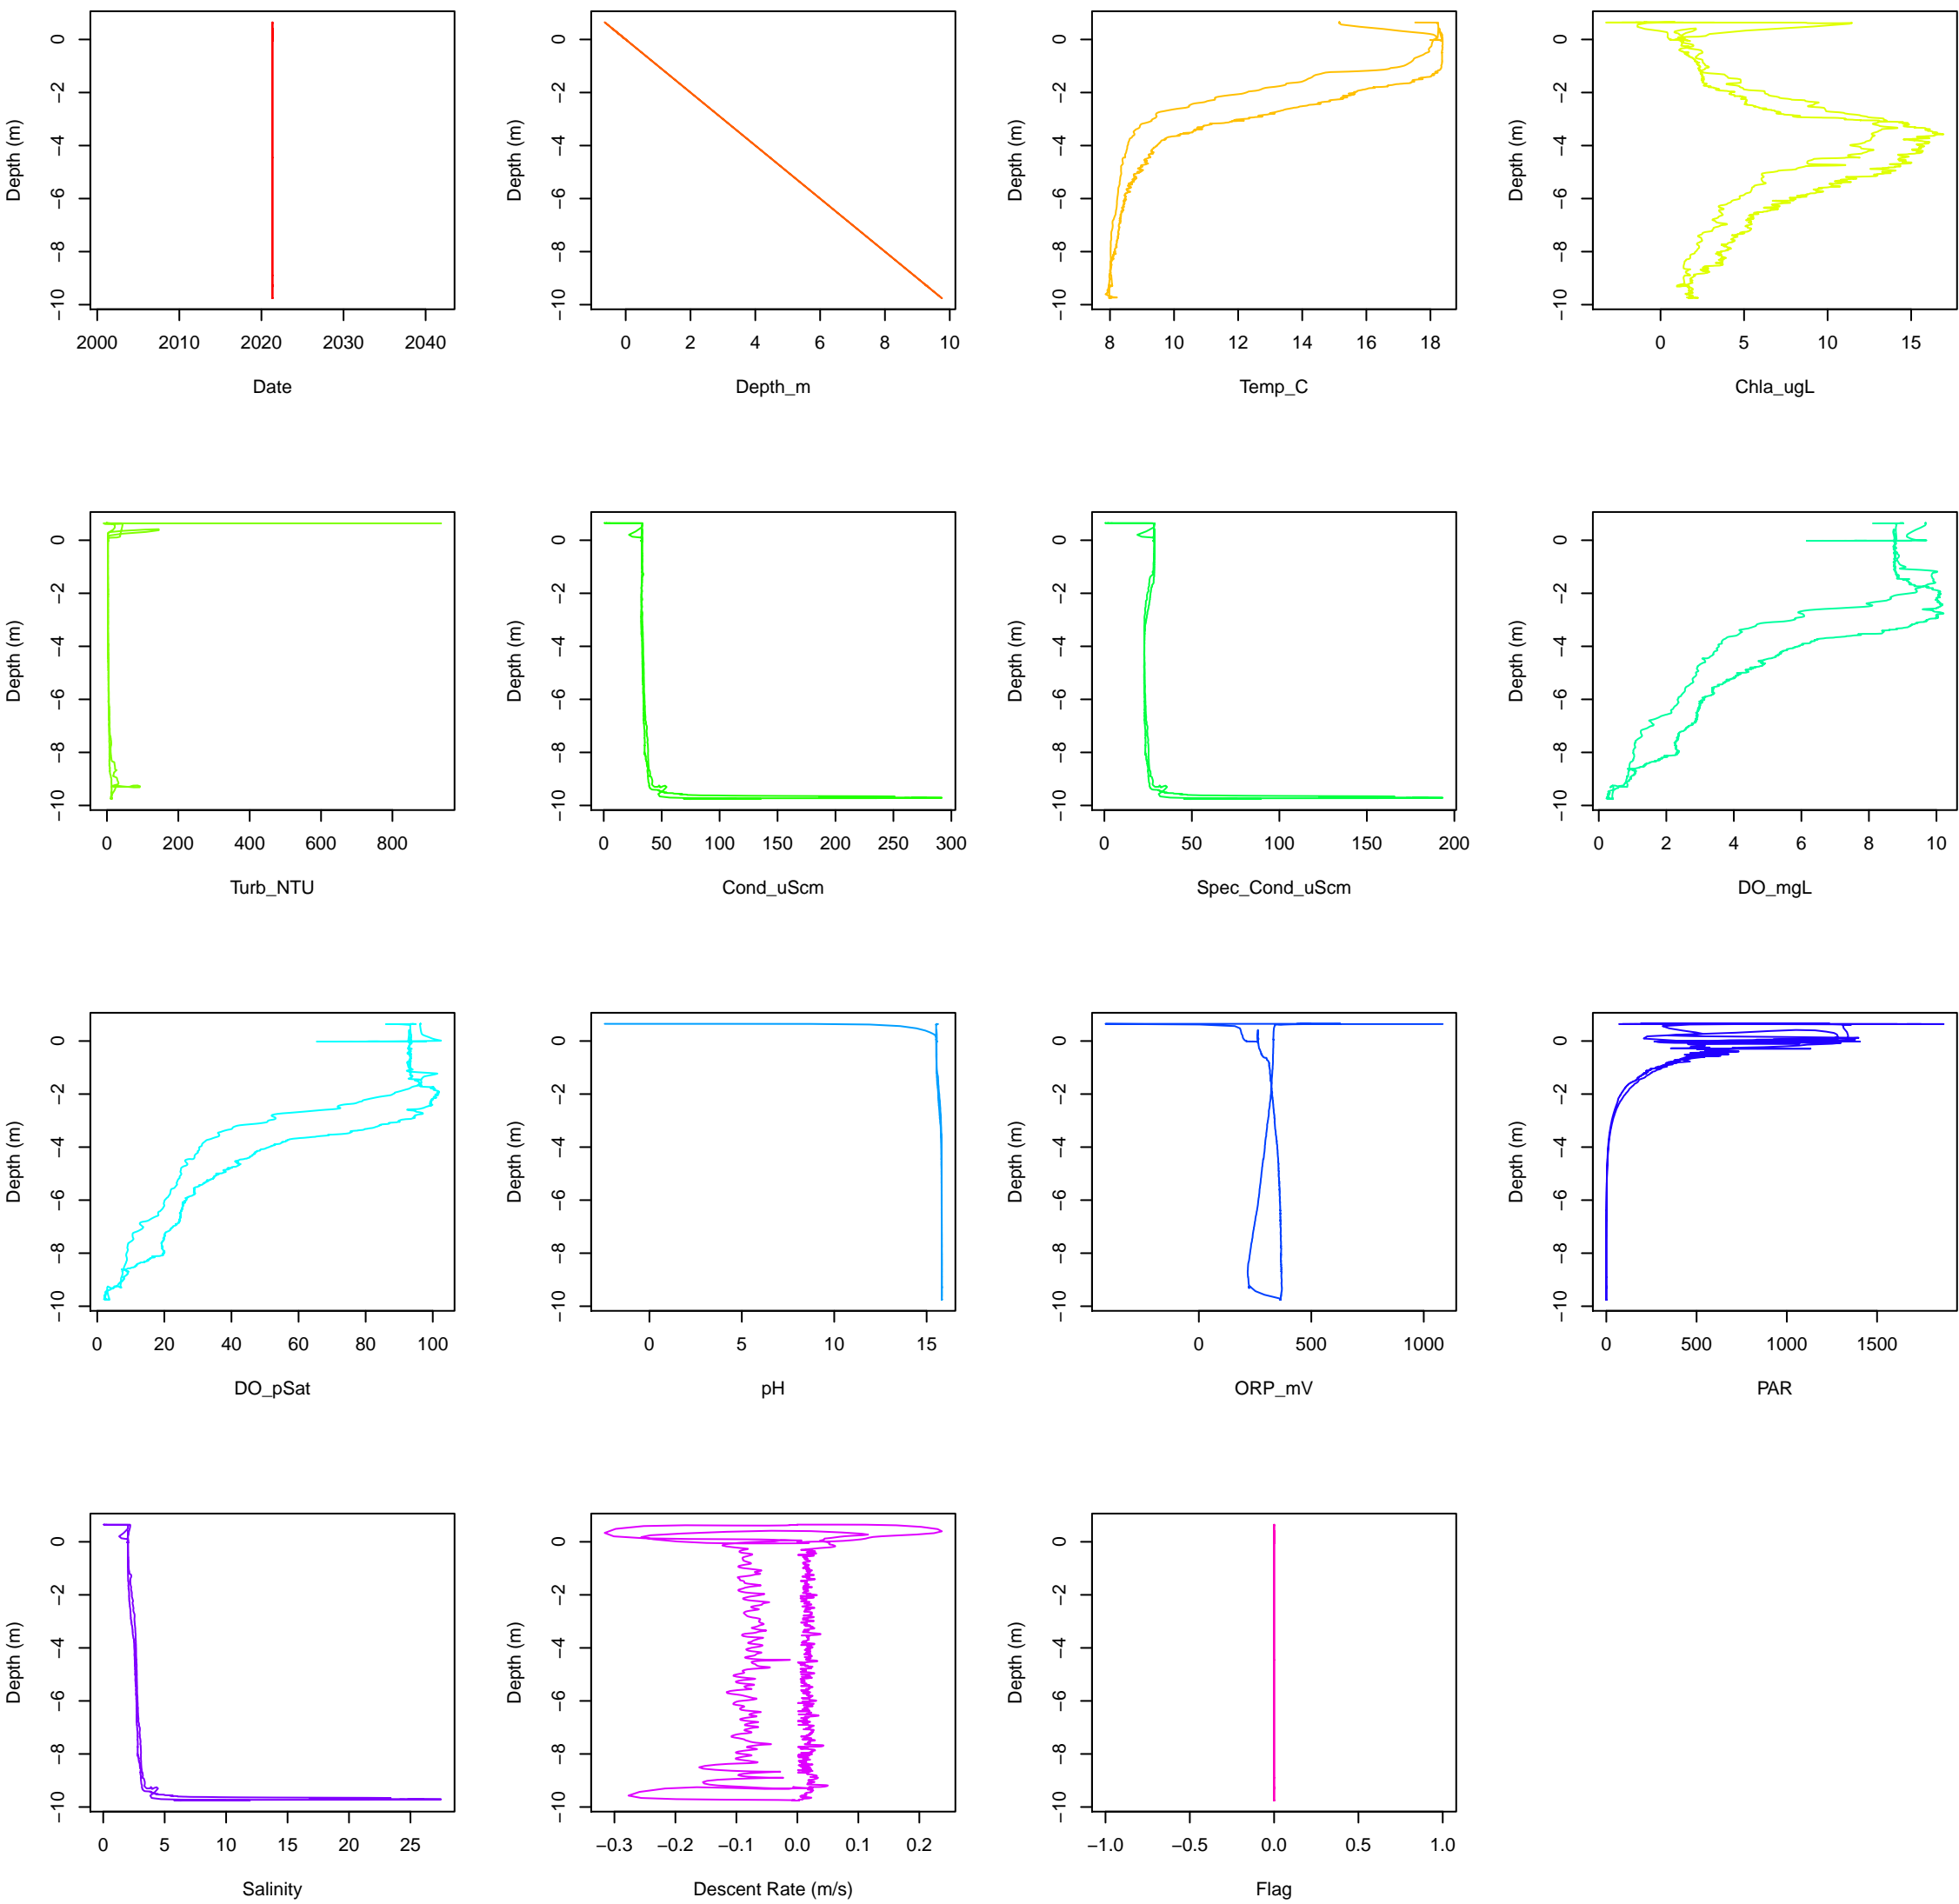 Depth (m)
0
−2
−4
−6
−8
−10
2000 2010 2020 2030 2040
Date
Depth (m)
0
−2
−4
−6
−8
−10
0 2 4 6 8 10
Depth_m
Depth (m)
0
−2
−4
−6
−8
−10
8 10 12 14 16 18
Temp_C
Depth (m)
0
−2
−4
−6
−8
−10
0 5 10 15
Chla_ugL
Depth (m)
0
−2
−4
−6
−8
−10
0 200 400 600 800
Turb_NTU
Depth (m)
0
−2
−4
−6
−8
−10
0 50 100 150 200 250 300
Cond_uScm
Depth (m)
0
−2
−4
−6
−8
−10
0 50 100 150 200
Spec_Cond_uScm
Depth (m)
0
−2
−4
−6
−8
−10
0 2 4 6 8 10
DO_mgL
Depth (m)
0
−2
−4
−6
−8
−10
0 20 40 60 80 100
DO_pSat
Depth (m)
0
−2
−4
−6
−8
−10
0 5 10 15
pH
Depth (m)
0
−2
−4
−6
−8
−10
0 500 1000
ORP_mV
Depth (m)
0
−2
−4
−6
−8
−10
0 500 1000 1500
PAR
Depth (m)
0
−2
−4
−6
−8
−10
0 5 10 15 20 25
Salinity
Depth (m)
0
−2
−4
−6
−8
−10
−0.3 −0.2 −0.1 0.0 0.1 0.2
Descent Rate (m/s)
Depth (m)
0
−2
−4
−6
−8
−10
−1.0 −0.5 0.0 0.5 1.0
Flag